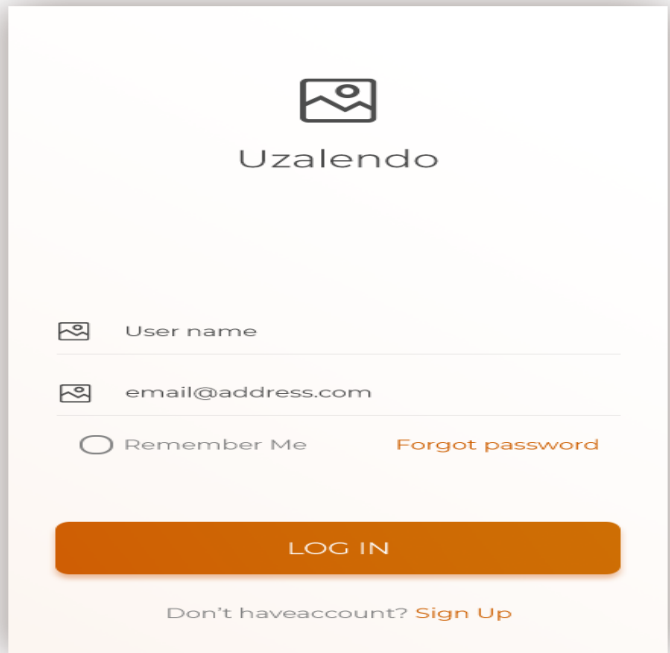 Uzalendo
User name
email@address.com
Remember Me Forgot password
LOG IN
Don't haveaccount? Sign Up